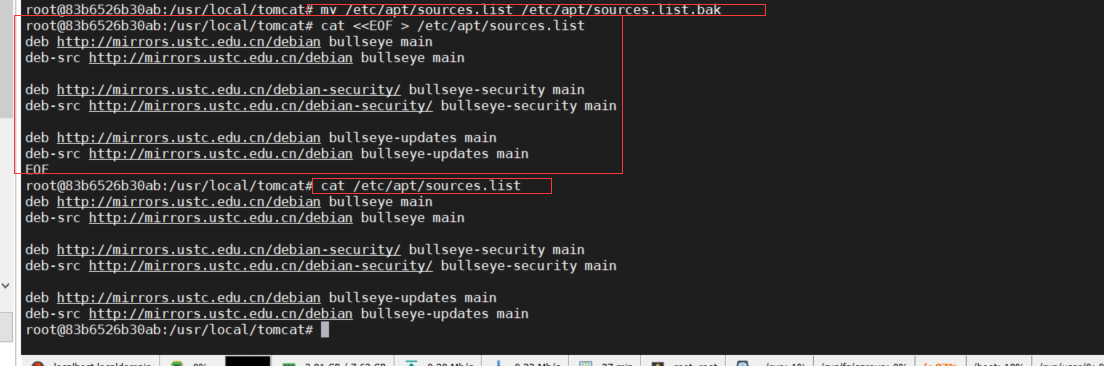 root@83b6526b30ab:/usr/local/tomcat# mv /etc/apt/sources.list /etc/apt/sources.list.bak
root@83b6526b30ab:/usr/local/tomcat# cat <<EOF > /etc/apt/sources.list
deb http://mirrors.ustc.edu.cn/debian bullseye main
deb-src http://mirrors.ustc.edu.cn/debian bullseye main
deb http://mirrors.ustc.edu.cn/debian-security/ bullseye-security main
deb-src http://mirrors.ustc.edu.cn/debian-security/ bullseye-security main
deb http://mirrors.ustc.edu.cn/debian bullseye-updates main
deb-src http://mirrors.ustc.edu.cn/debian bullseye-updates main
EOF
root@83b6526b30ab:/usr/local/tomcat# cat /etc/apt/sources.list
deb http://mirrors.ustc.edu.cn/debian bullseye main
deb-src http://mirrors.ustc.edu.cn/debian bullseye main
deb http://mirrors.ustc.edu.cn/debian-security/ bullseye-security main
deb-src http://mirrors.ustc.edu.cn/debian-security/ bullseye-security main
deb http://mirrors.ustc.edu.cn/debian bullseye-updates main
deb-src http://mirrors.ustc.edu.cn/debian bullseye-updates main
root@83b6526b30ab:/usr/local/tomcat#